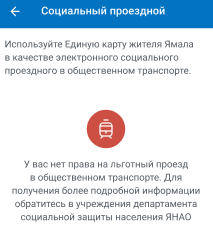 Социальный проездной
Используйте Единую карту жителя Ямала
в качестве электронного социального
проездного в общественном транспорте.
У вас нет права на льготный проезд
в общественном транспорте. Для
получения более подробной информации
обратитесь в учреждения департамента
социальной защиты населения ЯНАО